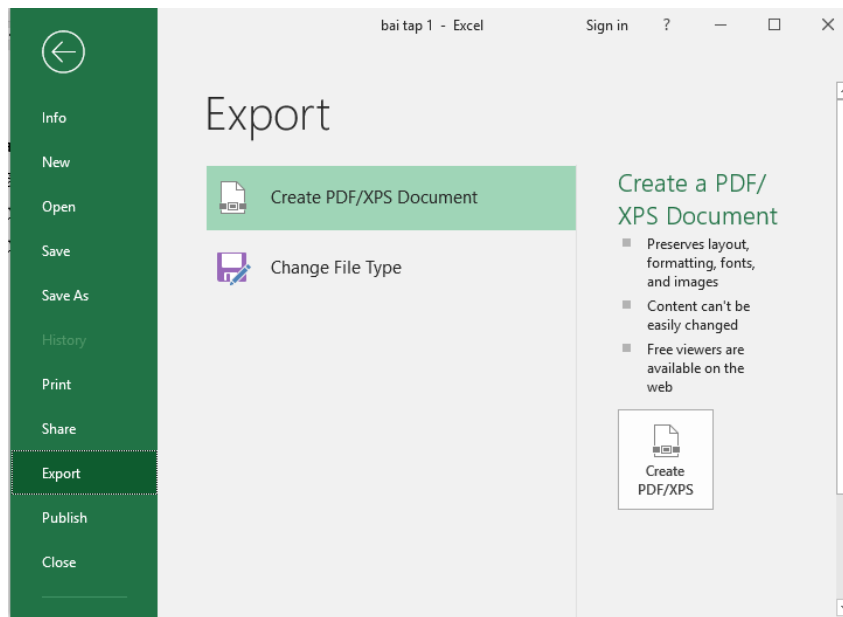 bai tap 1 - Excel
Sign in
?
Info
New
Open
Save
Save As
History
Print
Share
Export
Publish
Close
Export
Create PDF/XPS Document
Change File Type
Create a PDF/
XPS Document
Preserves layout,
formatting, fonts,
and images
Content can't be
easily changed
Free viewers are
available on the
web
Create
PDF/XPS